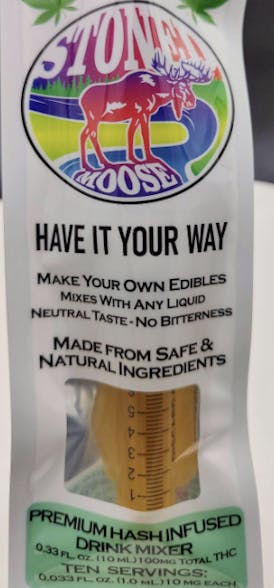 STONER
MOOSE
HAVE IT YOUR WAY
MAKE YOUR OWN EDIBLES
MIXES WITH ANY LIQUID
NEUTRAL TASTE - NO BITTERNESS
MADE FROM SAFE &
NATURAL INGREDIENTS
6
5
4
3
2
1
PREMIUM HASH INFUSED
DRINK MIXER
0.33 FL. OZ. (10 ML) 100MG TOTAL THC
TEN SERVINGS:
0.033 FL. OZ. (1.0 ML) 10 MG EACH